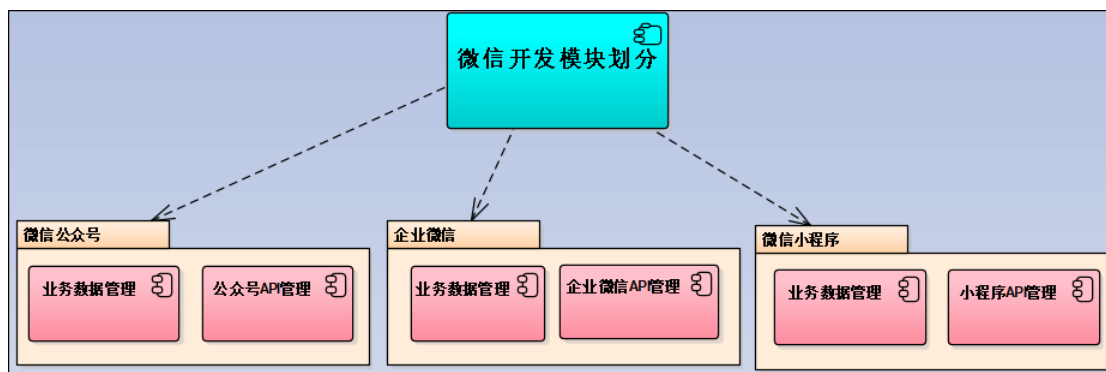 微信开发模块划分
微信公众号
业务数据管理
公众号API管理
企业微信
业务数据管理
企业微信API管理
微信小程序
业务数据管理
小程序API管理